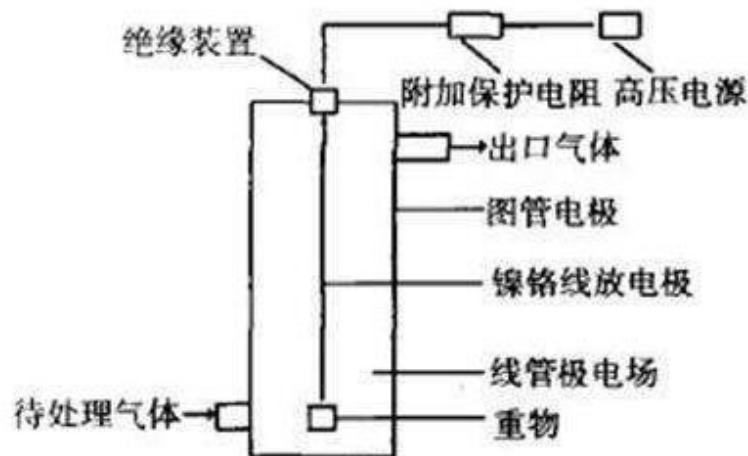 绝缘装置
附加保护电阻 高压电源
出口气体
图管电极
镍铬线放电极
线管极电场
待处理气体
重物